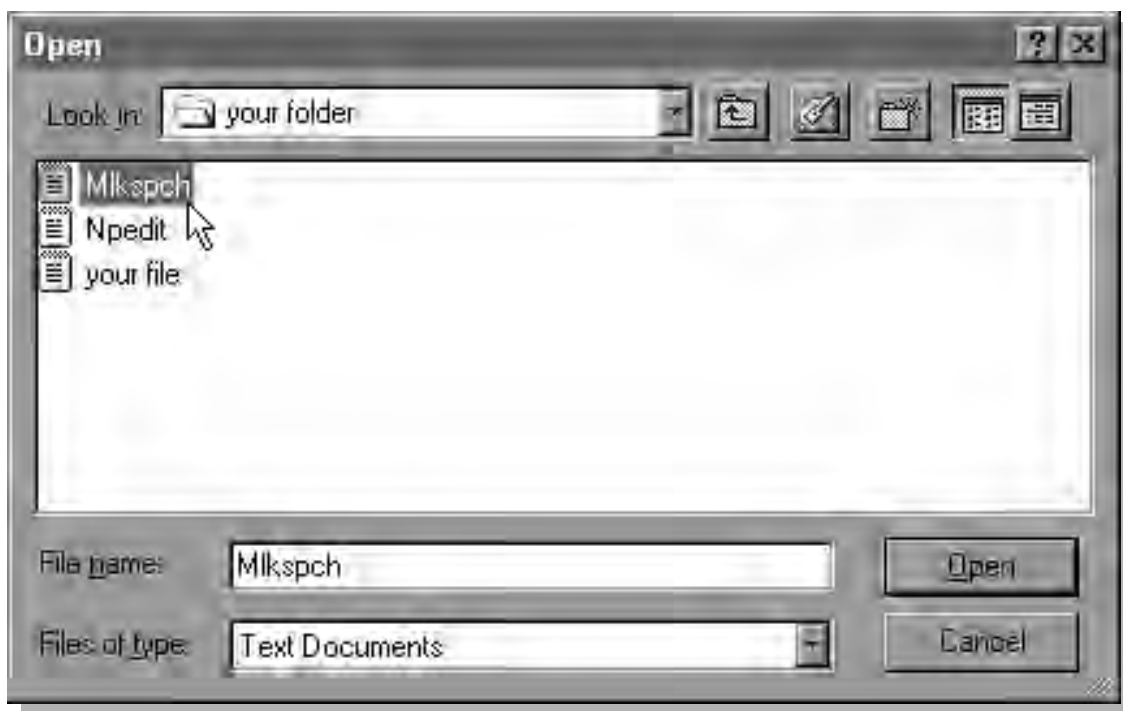 Open
Look in: your folder
Mlkspch
Npedit
your file
File name: Mlkspch Open
Files of type: Text Documents Cancel